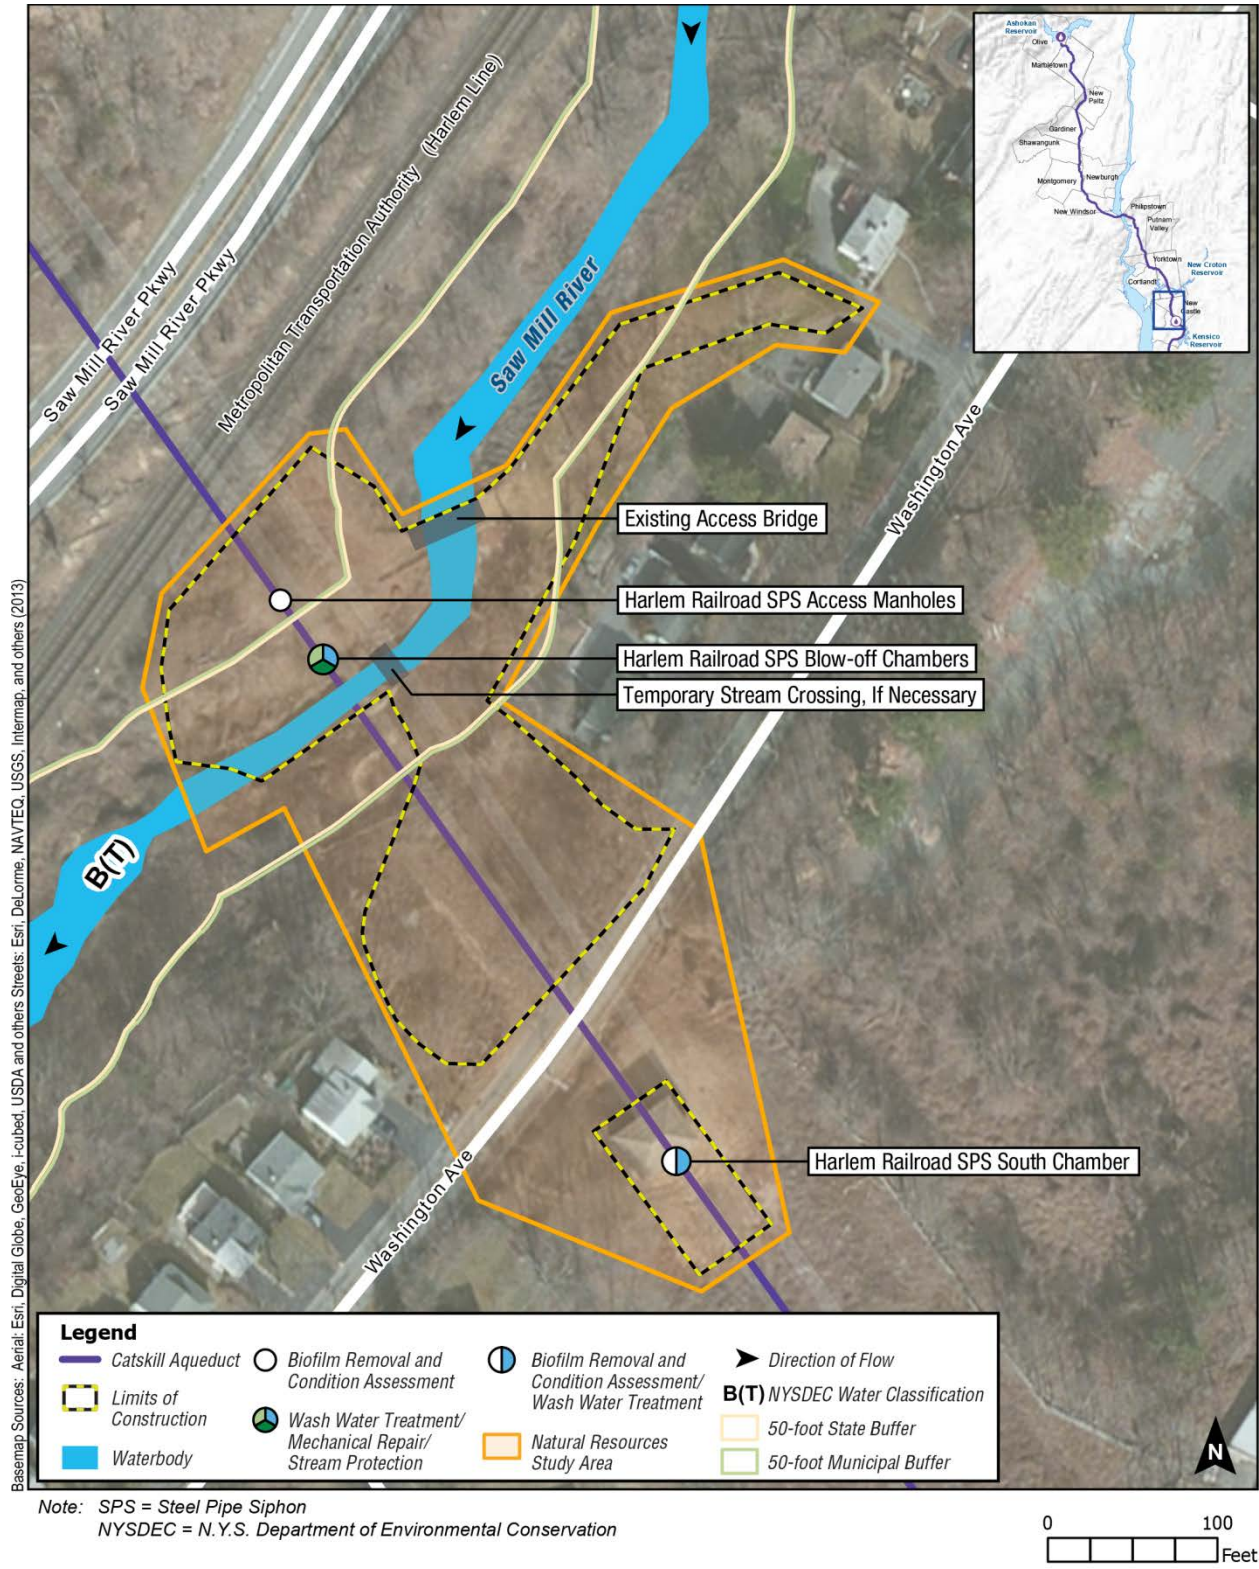 Ashokan
Reservoir
Olive
Marbletown
New
Paltz
Gardiner
Shawangunk
Montgomery
Newburgh
New Windsor
Philipstown
Putnam
Valley
Yorktown
New Croton
Reservoir
Cortlandt
New
Castle
Kensico
Reservoir
Saw Mill River Pkwy
Saw Mill River Pkwy
Metropolitan Transportation Authority (Harlem Line)
Saw Mill River
Washington Ave
Existing Access Bridge
Harlem Railroad SPS Access Manholes
Harlem Railroad SPS Blow-off Chambers
Temporary Stream Crossing, If Necessary
B(T)
Harlem Railroad SPS South Chamber
Washington Ave
Basemap Sources: Aerial: Esri, Digital Globe, GeoEye, i-cubed, USDA and others Streets: Esri, DeLorme, NAVTEQ, USGS, Intermap, and others (2013)
Legend
Catskill Aqueduct
Limits of
Construction
Waterbody
Biofilm Removal and
Condition Assessment
Wash Water Treatment/
Mechanical Repair/
Stream Protection
Biofilm Removal and
Condition Assessment/
Wash Water Treatment
Natural Resources
Study Area
Direction of Flow
B(T) NYSDEC Water Classification
50-foot State Buffer
50-foot Municipal Buffer
N
Note: SPS = Steel Pipe Siphon
NYSDEC = N.Y.S. Department of Environmental Conservation
0 100
Feet